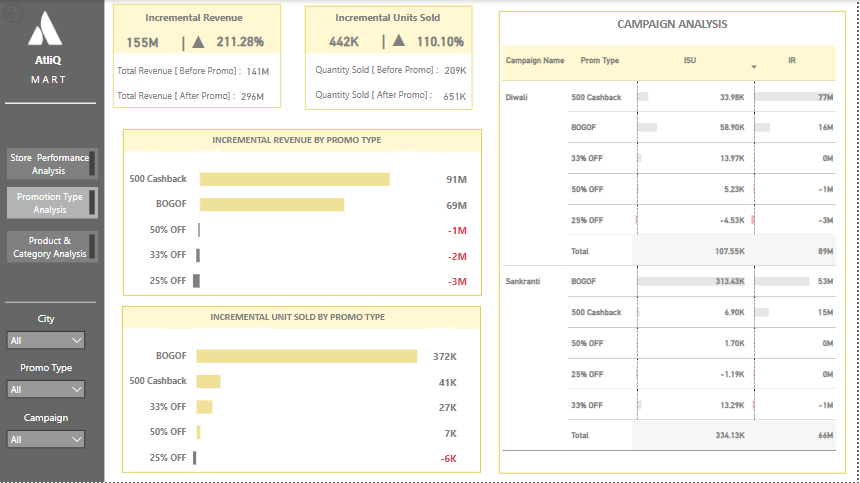 AtliQ
MART
Store Performance
Analysis
Promotion Type
Analysis
Product &
Category Analysis
City
All
Promo Type
All
Campaign
All
Incremental Revenue
155M | ▲ 211.28%
Total Revenue [ Before Promo] : 141M
Total Revenue [ After Promo] : 296M
Incremental Units Sold
442K | ▲ 110.10%
Quantity Sold [ Before Promo] : 209K
Quantity Sold [ After Promo] : 651K
INCREMENTAL REVENUE BY PROMO TYPE
500 Cashback 91M
BOGOF 69M
50% OFF -1M
33% OFF -2M
25% OFF -3M
INCREMENTAL UNIT SOLD BY PROMO TYPE
BOGOF 372K
500 Cashback 41K
33% OFF 27K
50% OFF 7K
25% OFF -6K
CAMPAIGN ANALYSIS
Campaign Name Prom Type ISU IR
Diwali 500 Cashback 33.98K 77M
BOGOF 58.90K 16M
33% OFF 13.97K 0M
50% OFF 5.23K -1M
25% OFF -4.53K -3M
Total 107.55K 89M
Sankranti BOGOF 313.43K 53M
500 Cashback 6.90K 15M
50% OFF 1.70K 0M
25% OFF -1.19K 0M
33% OFF 13.29K -1M
Total 334.13K 66M